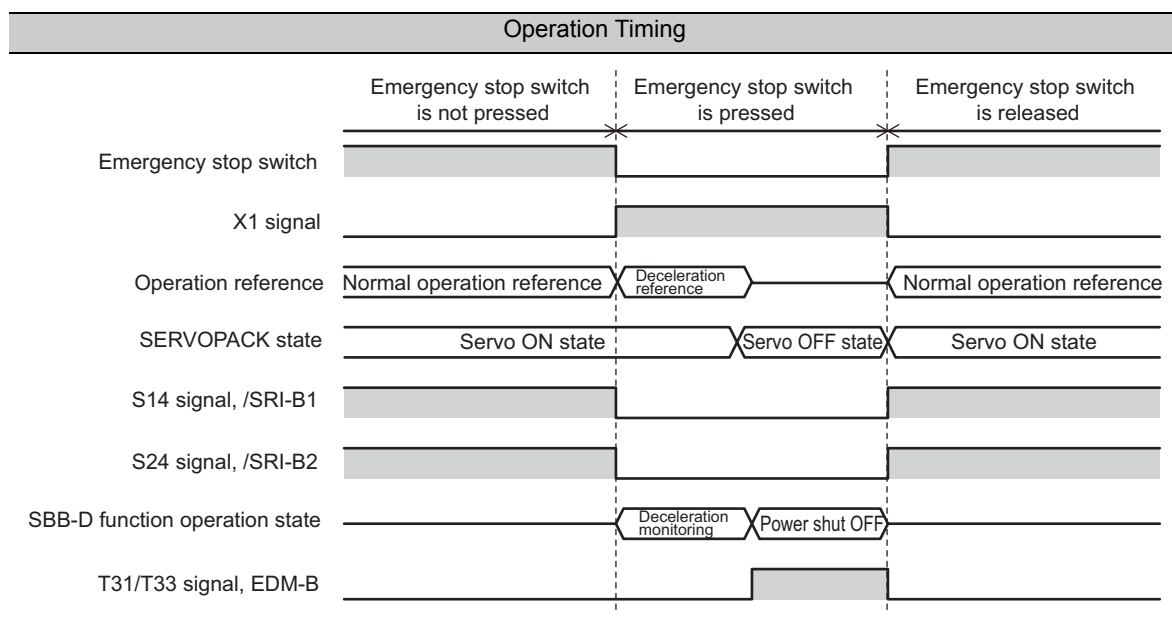 Operation Timing
Emergency stop switch
is not pressed
Emergency stop switch
is pressed
Emergency stop switch
is released
Emergency stop switch
X1 signal
Operation reference
Normal operation reference
Deceleration
reference
Normal operation reference
SERVOPACK state
Servo ON state
Servo OFF state
Servo ON state
S14 signal, /SRI-B1
S24 signal, /SRI-B2
SBB-D function operation state
Deceleration
monitoring
Power shut OFF
T31/T33 signal, EDM-B